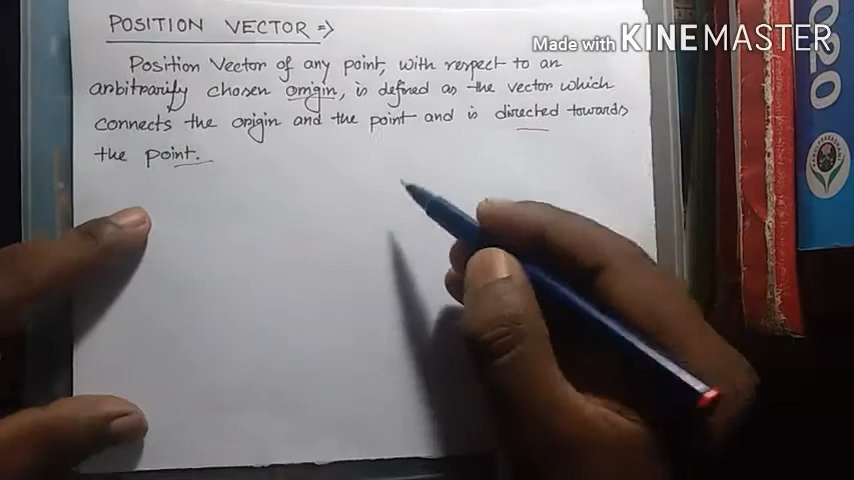 POSITION VECTOR ⇒
Made with KINEMASTER
Position Vector of any point, with respect to an
arbitrarily chosen origin, is defined as the vector which
connects the origin and the point and is directed towards
the point.
020